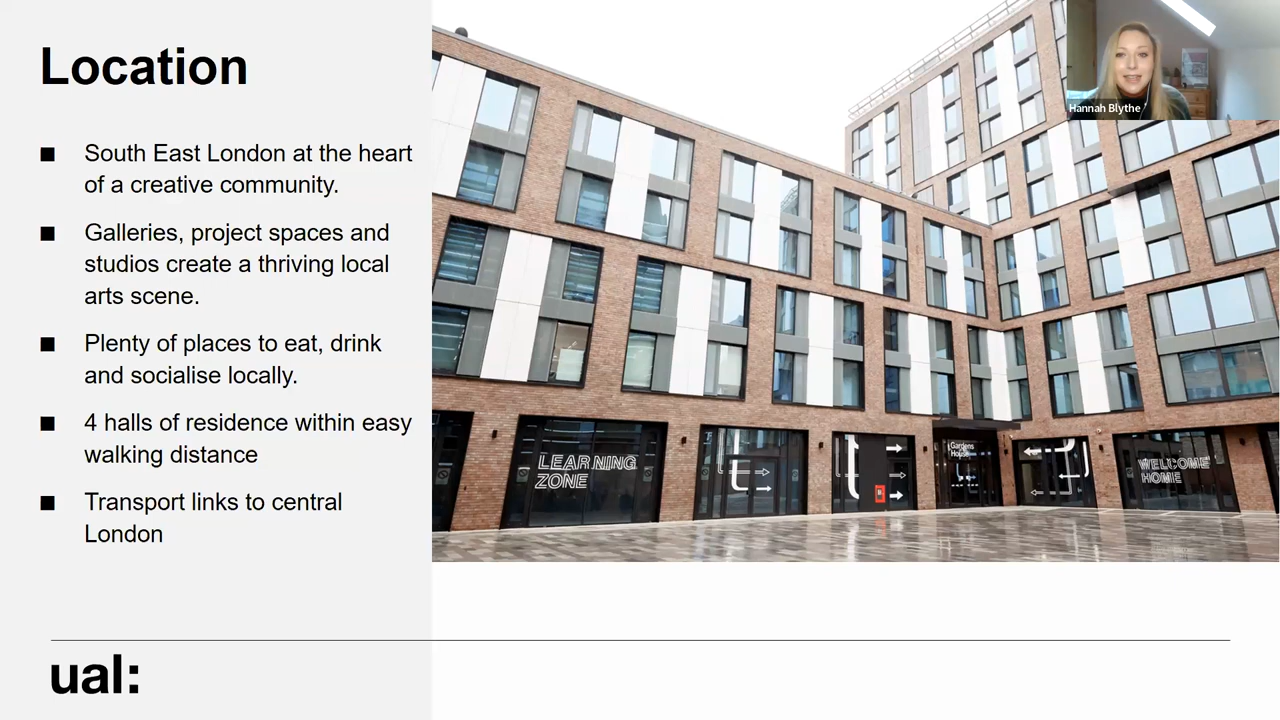 Location
■ South East London at the heart
of a creative community.
■ Galleries, project spaces and
studios create a thriving local
arts scene.
■ Plenty of places to eat, drink
and socialise locally.
■ 4 halls of residence within easy
walking distance
■ Transport links to central
London
Hannah Blythe
LEARNING
ZONE
Gardens
House
WELCOME
HOME
ual: